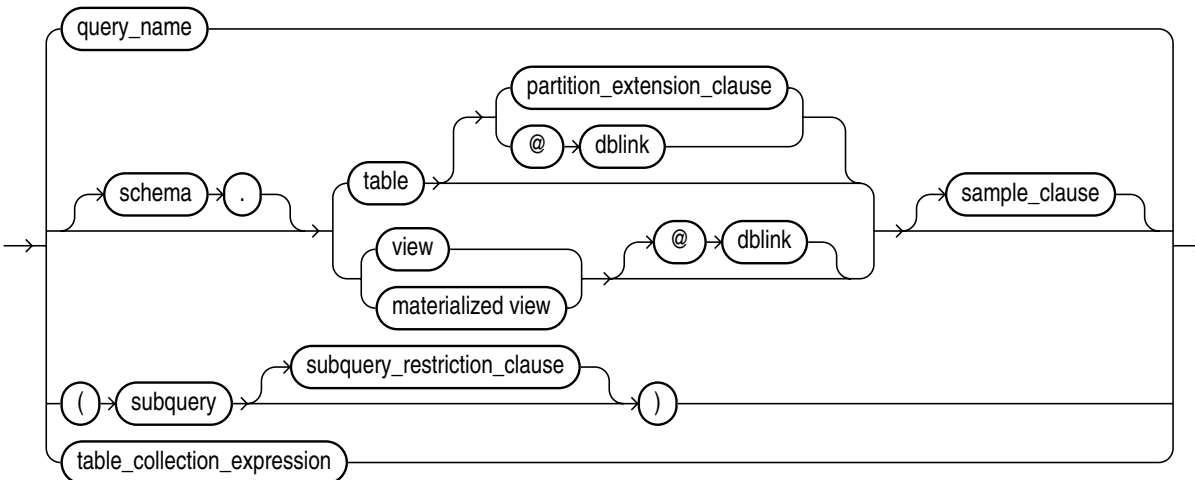 query_name
partition_extension_clause
@ dblink
table
schema . sample_clause
view @ dblink
materialized view
subquery_restriction_clause
( subquery )
table_collection_expression